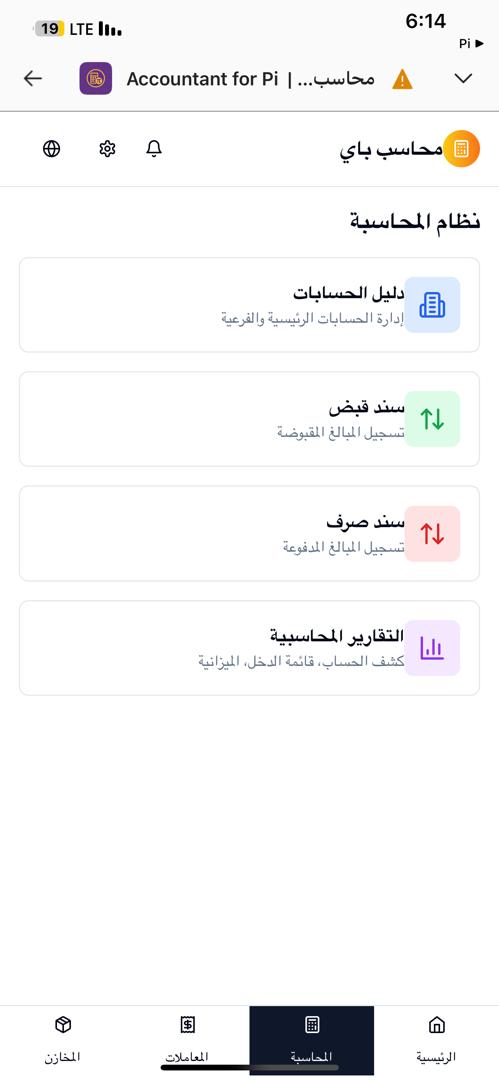 6:14
LTE 19
Pi ◀
محاسب... | Accountant for Pi
محاسب باي
نظام المحاسبة
دليل الحسابات
إدارة الحسابات الرئيسية والفرعية
سند قبض
تسجيل المبالغ المقبوضة
سند صرف
تسجيل المبالغ المدفوعة
التقارير المحاسبية
كشف الحساب، قائمة الدخل، الميزانية
الرئيسية
المحاسبة
المعاملات
المخازن